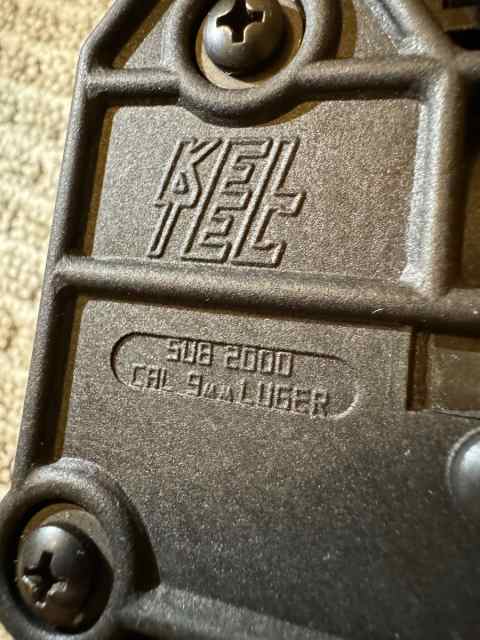 KEL
TEC
SUB 2000
CAL 9mm LUGER